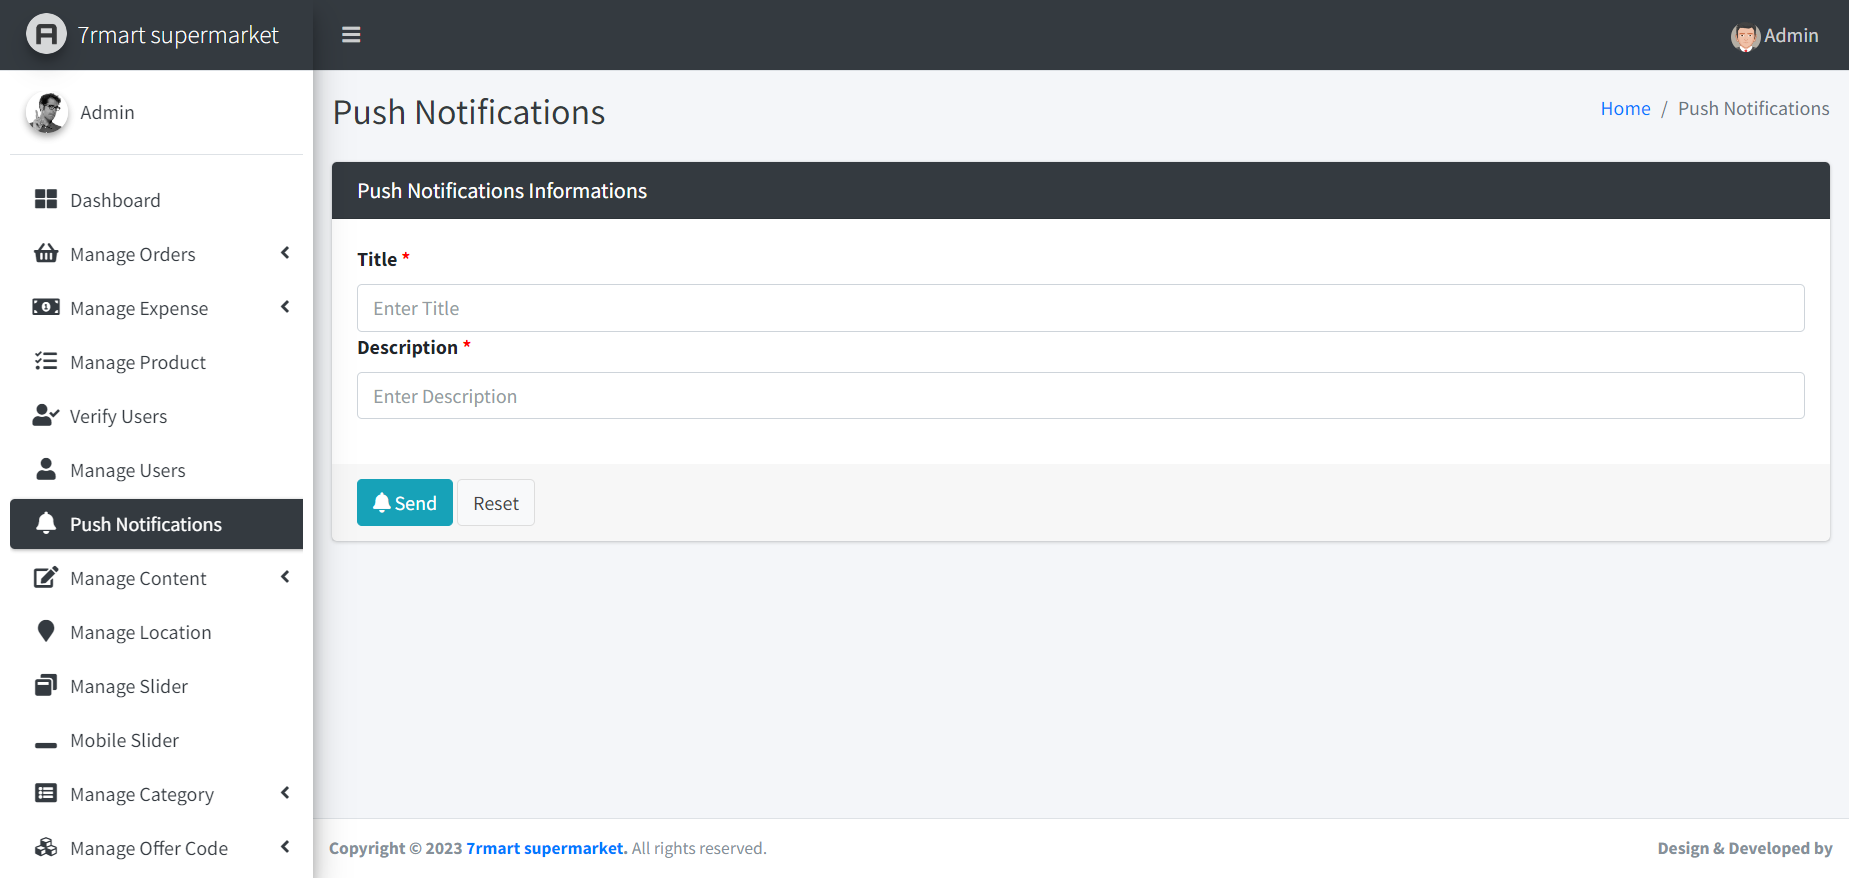 7rmart supermarket
Admin
Admin
Dashboard
Manage Orders
Manage Expense
Manage Product
Verify Users
Manage Users
Push Notifications
Manage Content
Manage Location
Manage Slider
Mobile Slider
Manage Category
Manage Offer Code
Push Notifications
Home / Push Notifications
Push Notifications Informations
Title *
Enter Title
Description *
Enter Description
Send Reset
Copyright © 2023 7rmart supermarket. All rights reserved.
Design & Developed by